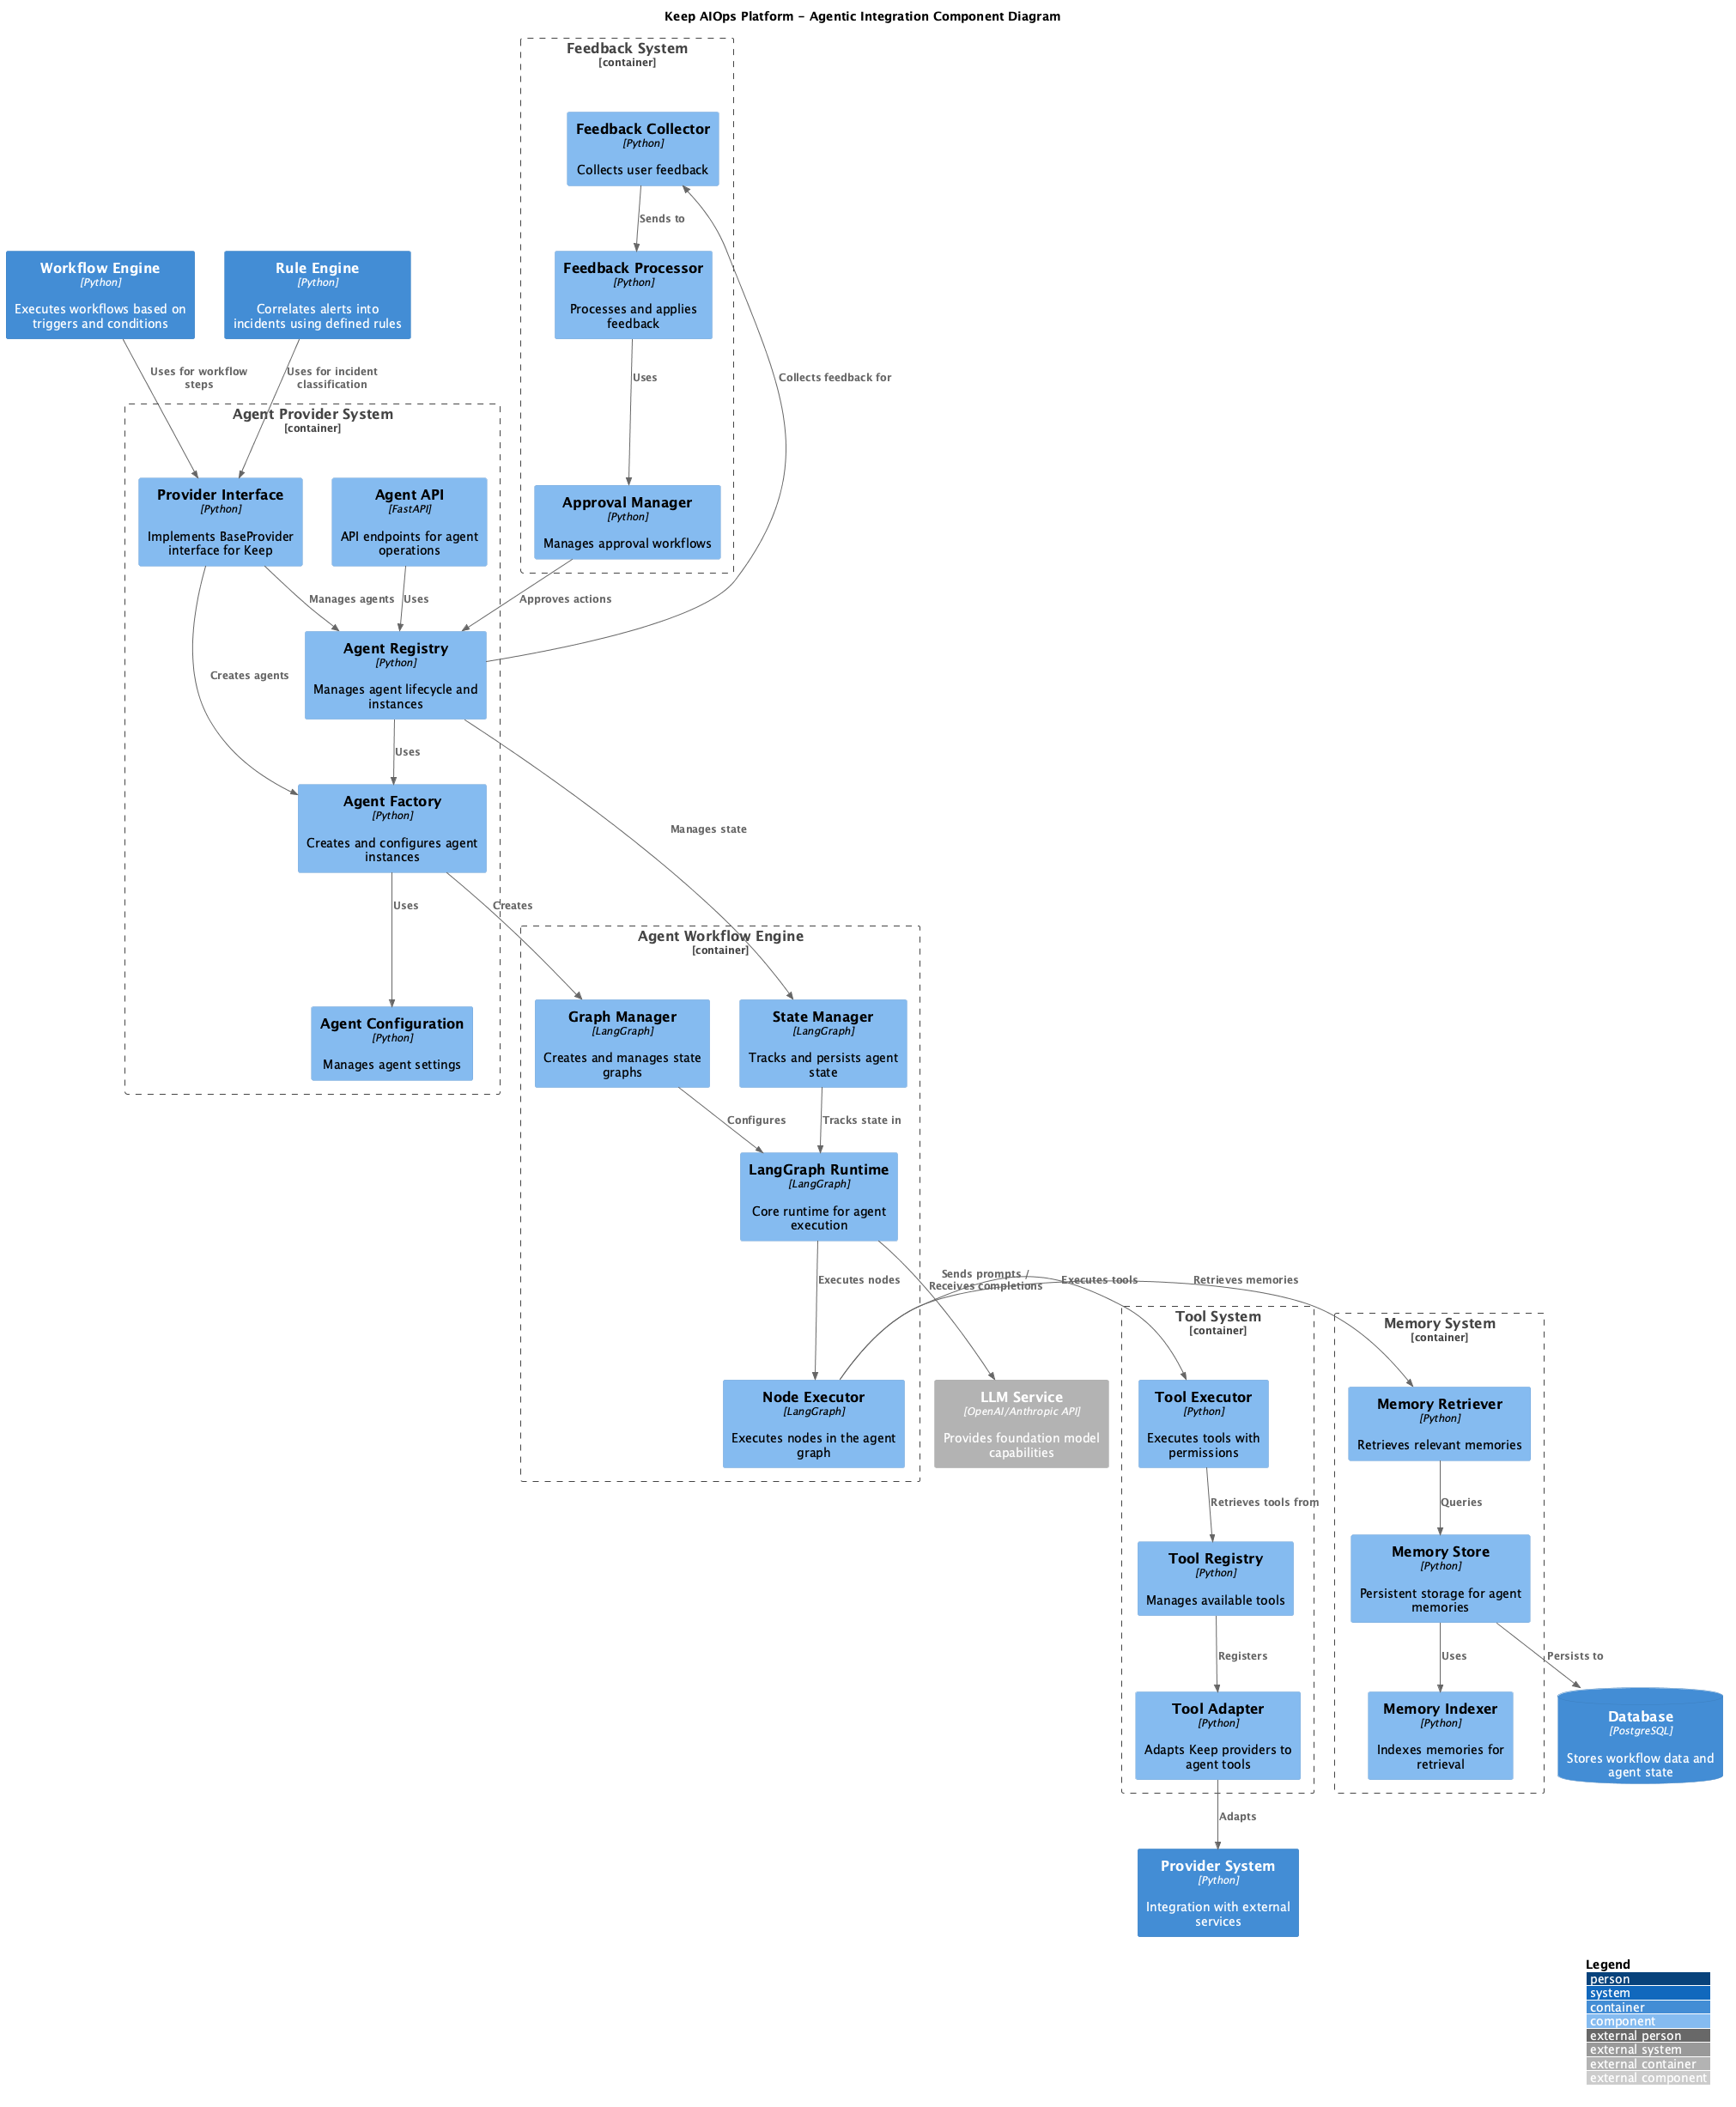 Keep AIOps Platform - Agentic Integration Component Diagram
Feedback System
[container]
Feedback Collector
[Python]
Collects user feedback
Sends to
Workflow Engine
[Python]
Executes workflows based on
triggers and conditions
Rule Engine
[Python]
Correlates alerts into
incidents using defined rules
Feedback Processor
[Python]
Processes and applies
feedback
Uses for workflow
steps
Uses for incident
classification
Uses
Collects feedback for
Agent Provider System
[container]
Provider Interface
[Python]
Implements BaseProvider
interface for Keep
Agent API
[FastAPI]
API endpoints for agent
operations
Approval Manager
[Python]
Manages approval workflows
Manages agents
Uses
Approves actions
Agent Registry
[Python]
Manages agent lifecycle and
instances
Creates agents
Uses
Manages state
Agent Factory
[Python]
Creates and configures agent
instances
Uses
Creates
Agent Workflow Engine
[container]
Agent Configuration
[Python]
Manages agent settings
Graph Manager
[LangGraph]
Creates and manages state
graphs
State Manager
[LangGraph]
Tracks and persists agent
state
Configures
Tracks state in
LangGraph Runtime
[LangGraph]
Core runtime for agent
execution
Executes nodes
Sends prompts /
Receives completions
Executes tools
Retrieves memories
Tool System
[container]
Memory System
[container]
Node Executor
[LangGraph]
Executes nodes in the agent
graph
LLM Service
[OpenAI/Anthropic API]
Provides foundation model
capabilities
Tool Executor
[Python]
Executes tools with
permissions
Memory Retriever
[Python]
Retrieves relevant memories
Retrieves tools from
Queries
Tool Registry
[Python]
Manages available tools
Memory Store
[Python]
Persistent storage for agent
memories
Registers
Uses
Persists to
Tool Adapter
[Python]
Adapts Keep providers to
agent tools
Memory Indexer
[Python]
Indexes memories for
retrieval
Database
[PostgreSQL]
Stores workflow data and
agent state
Adapts
Provider System
[Python]
Integration with external
services
Legend
person
system
container
component
external person
external system
external container
external component